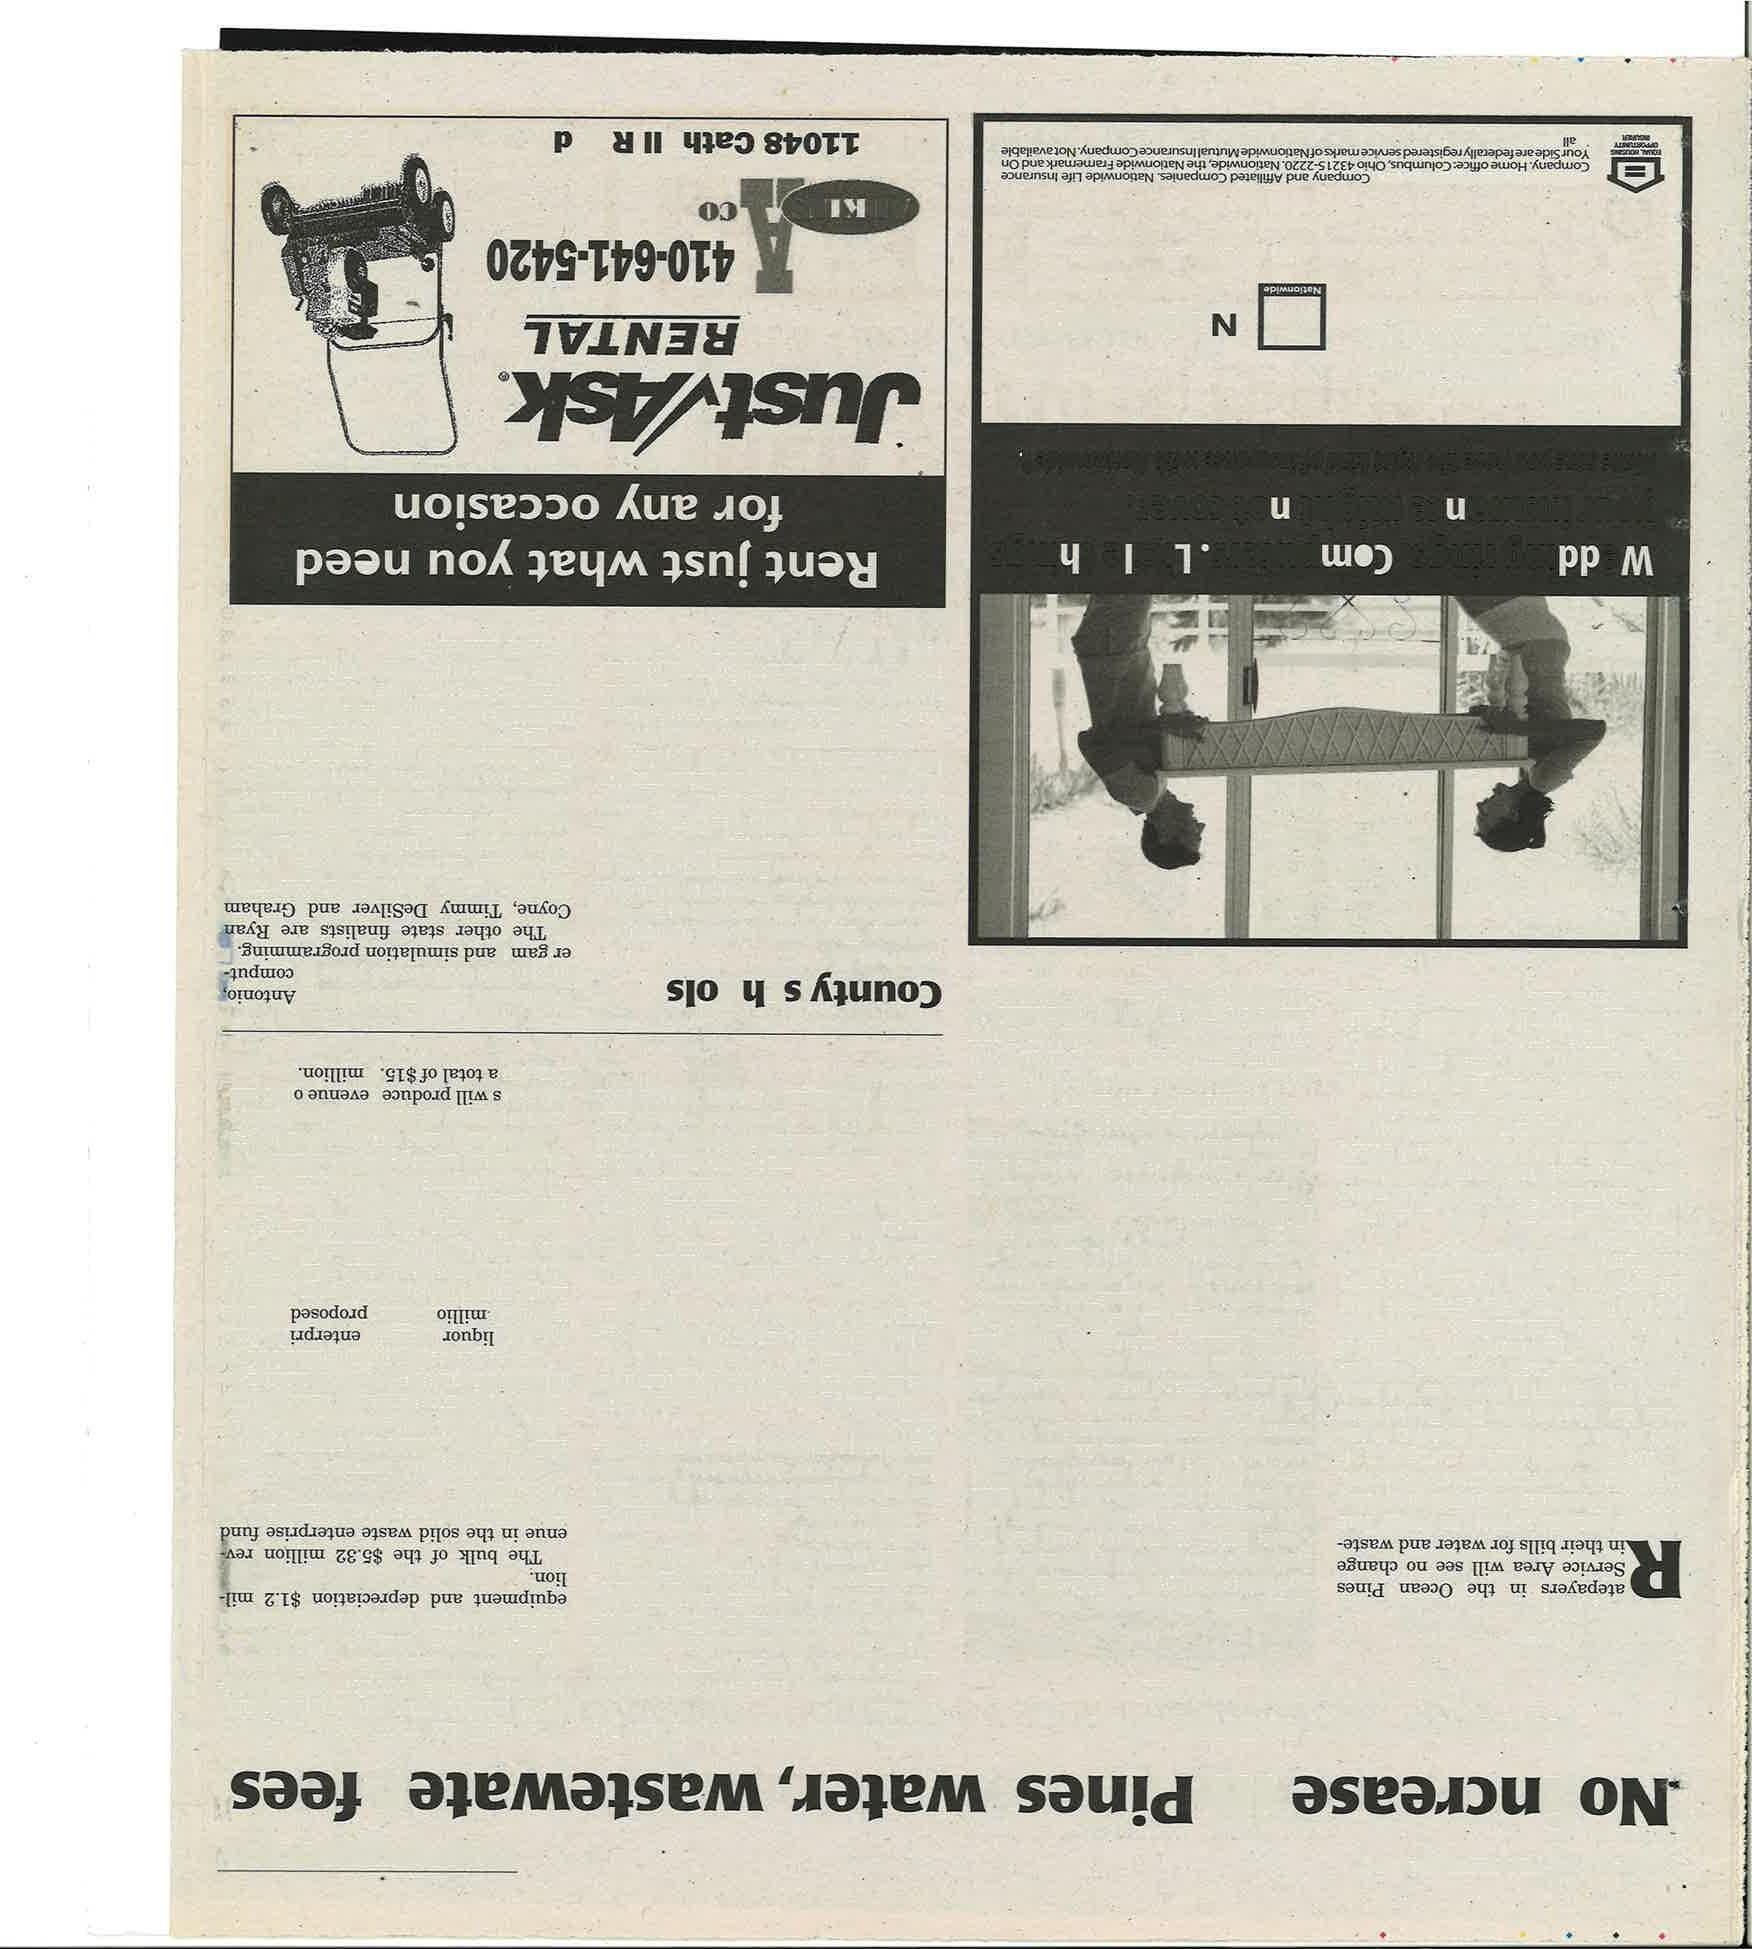 No ncrease Pines water, wastewate fees
R
atepayers in the Ocean Pines
Service Area will see no change
in their bills for water and waste-
equipment and depreciation $1.2 mil-
lion.
The bulk of the $5.32 million rev-
enue in the solid waste enterprise fund
liquor enterpri
millio proposed
s will produce evenue o
a total of $15. million.
County s h ols
Antonio,
comput-
er gam and simulation programming.
The other state finalists are Ryan
Coyne, Timmy DeSilver and Graham
W dd Com . L l h
n n
N
Nationwide
Company and Affiliated Companies. Nationwide Life Insurance
Company. Home office: Columbus, Ohio 43215-2220. Nationwide, the Nationwide Framemark and On
Your Side are federally registered service marks of Nationwide Mutual Insurance Company. Not available
all
EQUAL HOUSING
OPPORTUNITY
INSURER
Rent just what you need
for any occasion
Just Ask®
RENTAL
410-641-5420
A
KI
CO
11048 Cath ll R d